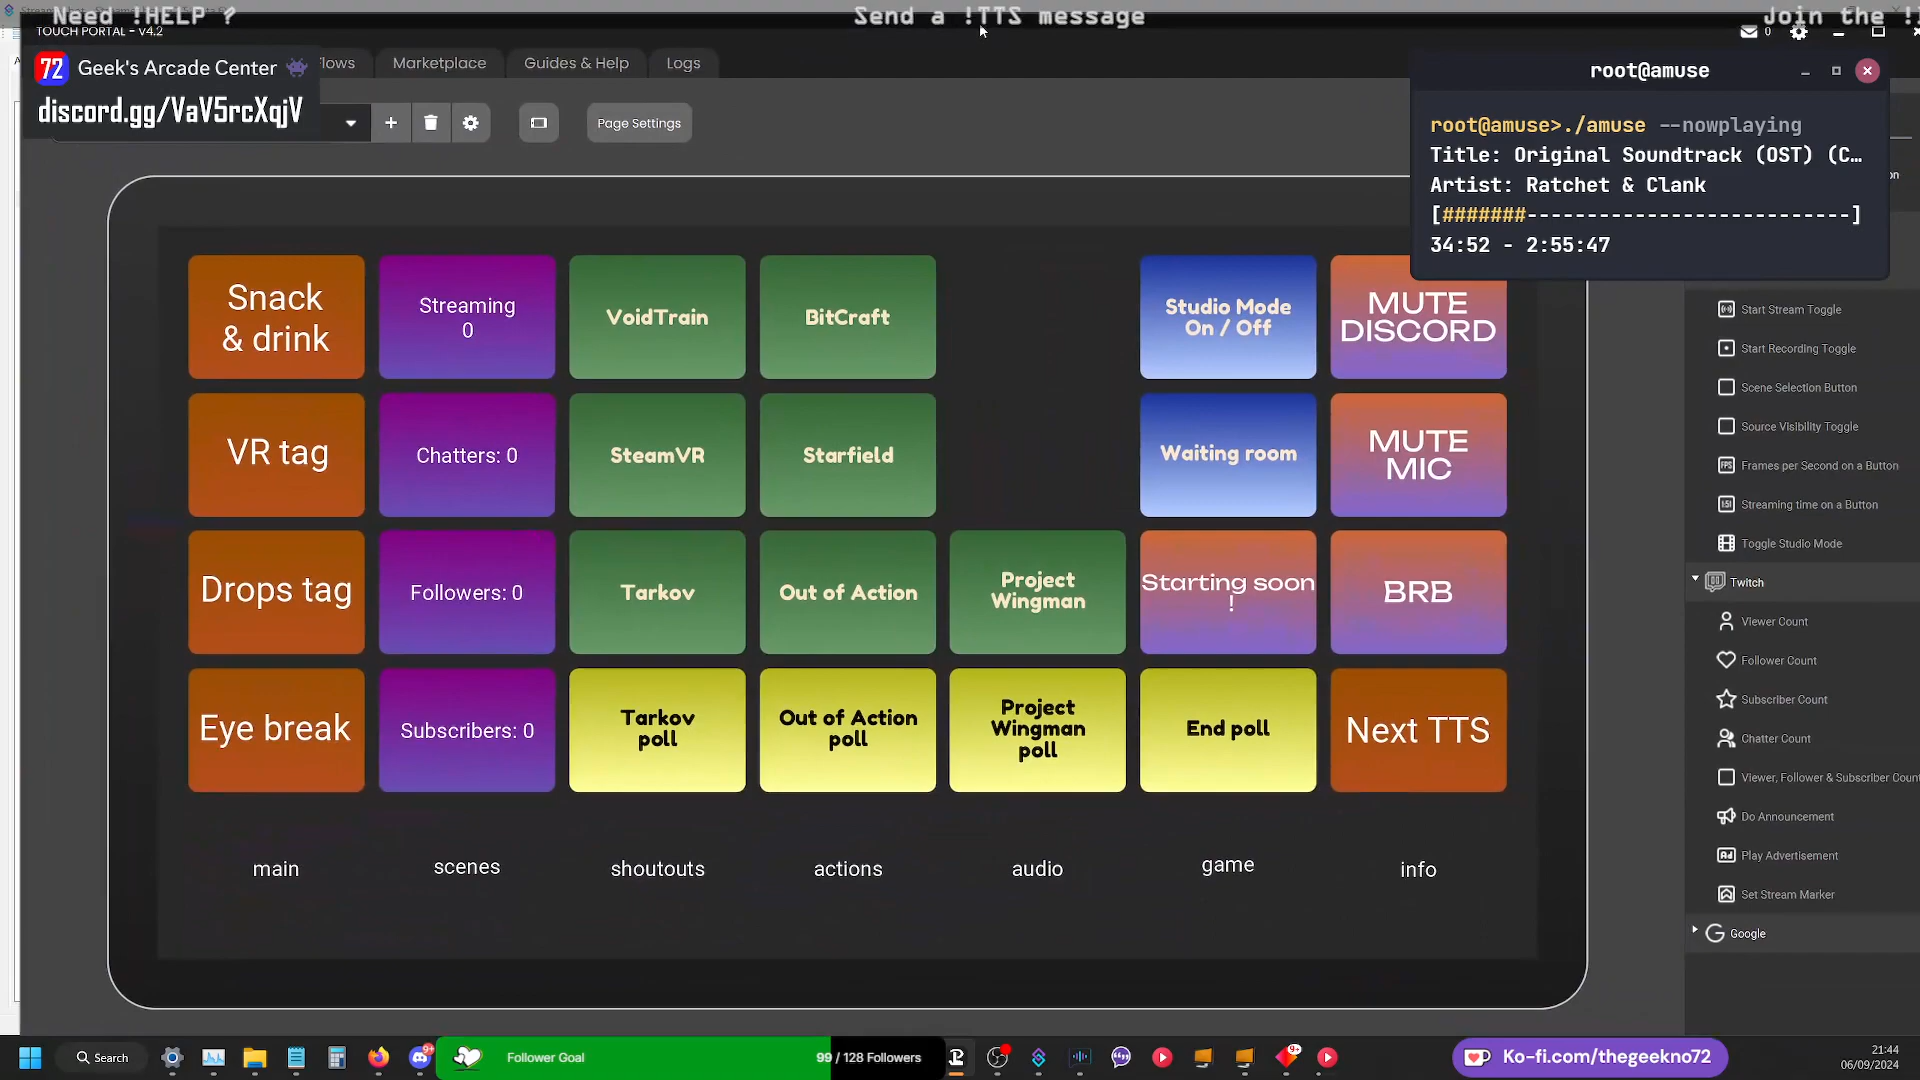 Need !HELP ?
Send a !TTS message
Join the !
TOUCH PORTAL - V4.2
0
72 Geek's Arcade Center
discord.gg/VaV5rcXqjV
Flows
Marketplace
Guides & Help
Logs
Page Settings
root@amuse
root@amuse>./amuse --nowplaying
Title: Original Soundtrack (OST) (C…
Artist: Ratchet & Clank
[#######---------------------------]
34:52 - 2:55:47
Snack
& drink
Streaming
0
VoidTrain
BitCraft
Studio Mode
On / Off
MUTE
DISCORD
VR tag
Chatters: 0
SteamVR
Starfield
Waiting room
MUTE
MIC
Drops tag
Followers: 0
Tarkov
Out of Action
Project
Wingman
Starting soon
!
BRB
Eye break
Subscribers: 0
Tarkov
poll
Out of Action
poll
Project
Wingman
poll
End poll
Next TTS
main
scenes
shoutouts
actions
audio
game
info
Start Stream Toggle
Start Recording Toggle
Scene Selection Button
Source Visibility Toggle
Frames per Second on a Button
Streaming time on a Button
Toggle Studio Mode
Twitch
Viewer Count
Follower Count
Subscriber Count
Chatter Count
Viewer, Follower & Subscriber Count
Do Announcement
Play Advertisement
Set Stream Marker
Google
Search
Follower Goal
99 / 128 Followers
Ko-fi.com/thegeekno72
21:44
06/09/2024